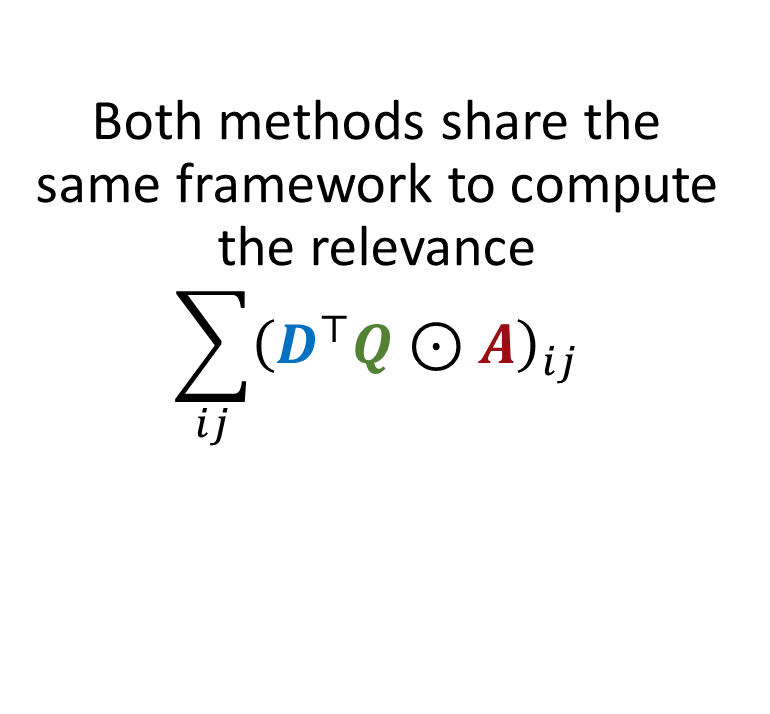 Both methods share the
same framework to compute
the relevance
∑(D⊤Q ⊙ A)ij
ij